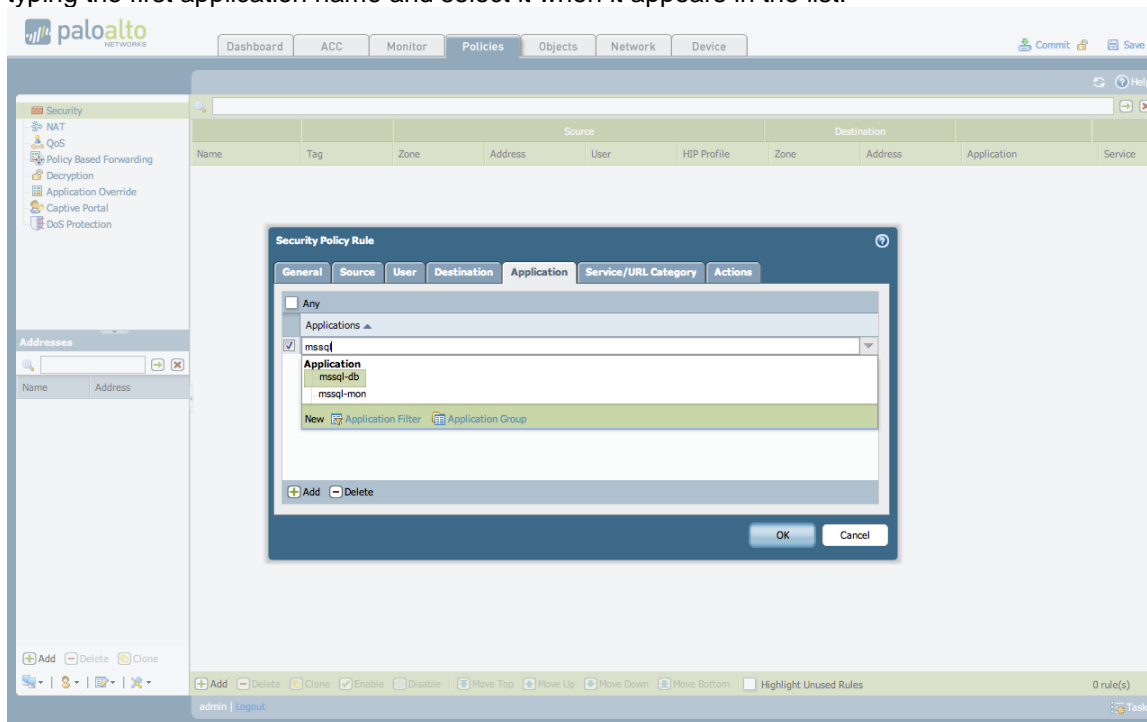 typing the first application name and select it when it appears in the list.
paloalto
NETWORKS
Dashboard ACC Monitor Policies Objects Network Device
Commit Save
Help
Security
NAT
QoS
Policy Based Forwarding
Decryption
Application Override
Captive Portal
DoS Protection
Source Destination
Name Tag Zone Address User HIP Profile Zone Address Application Service
Security Policy Rule
General Source User Destination Application Service/URL Category Actions
Any
Applications
mssql
Application
mssql-db
mssql-mon
New Application Filter Application Group
Add Delete
OK Cancel
Addresses
Name Address
Add Delete Clone
Add Delete Clone Enable Disable Move Top Move Up Move Down Move Bottom Highlight Unused Rules 0 rule(s)
admin | Logout